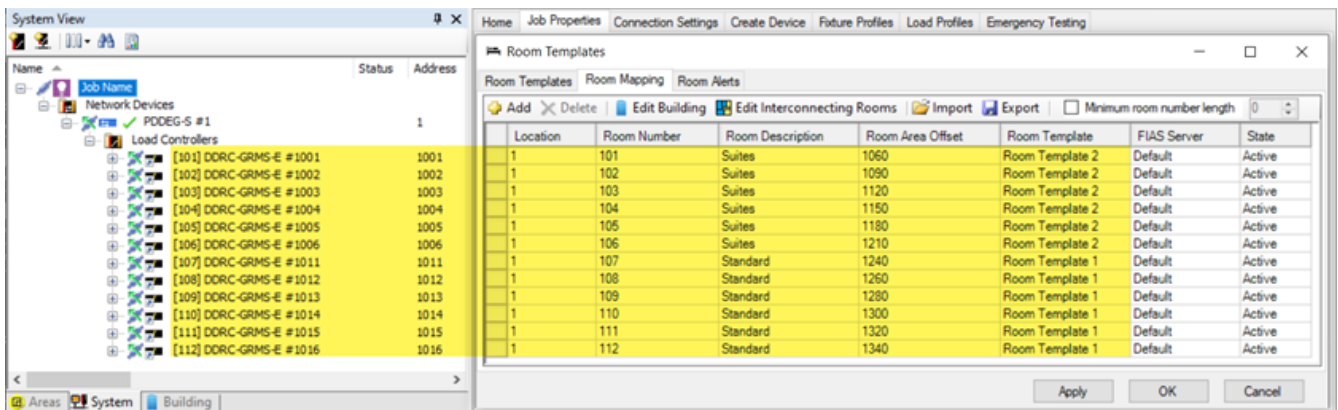 System View
Name Status Address
Job Name
Network Devices
PDDEG-S #1 1
Load Controllers
[101] DDRC-GRMS-E #1001 1001
[102] DDRC-GRMS-E #1002 1002
[103] DDRC-GRMS-E #1003 1003
[104] DDRC-GRMS-E #1004 1004
[105] DDRC-GRMS-E #1005 1005
[106] DDRC-GRMS-E #1006 1006
[107] DDRC-GRMS-E #1011 1011
[108] DDRC-GRMS-E #1012 1012
[109] DDRC-GRMS-E #1013 1013
[110] DDRC-GRMS-E #1014 1014
[111] DDRC-GRMS-E #1015 1015
[112] DDRC-GRMS-E #1016 1016
Areas System Building
Home Job Properties Connection Settings Create Device Fixture Profiles Load Profiles Emergency Testing
Room Templates
Room Templates Room Mapping Room Alerts
Add Delete Edit Building Edit Interconnecting Rooms Import Export Minimum room number length 0
Location Room Number Room Description Room Area Offset Room Template FIAS Server State
1 101 Suites 1060 Room Template 2 Default Active
1 102 Suites 1090 Room Template 2 Default Active
1 103 Suites 1120 Room Template 2 Default Active
1 104 Suites 1150 Room Template 2 Default Active
1 105 Suites 1180 Room Template 2 Default Active
1 106 Suites 1210 Room Template 2 Default Active
1 107 Standard 1240 Room Template 1 Default Active
1 108 Standard 1260 Room Template 1 Default Active
1 109 Standard 1280 Room Template 1 Default Active
1 110 Standard 1300 Room Template 1 Default Active
1 111 Standard 1320 Room Template 1 Default Active
1 112 Standard 1340 Room Template 1 Default Active
Apply OK Cancel